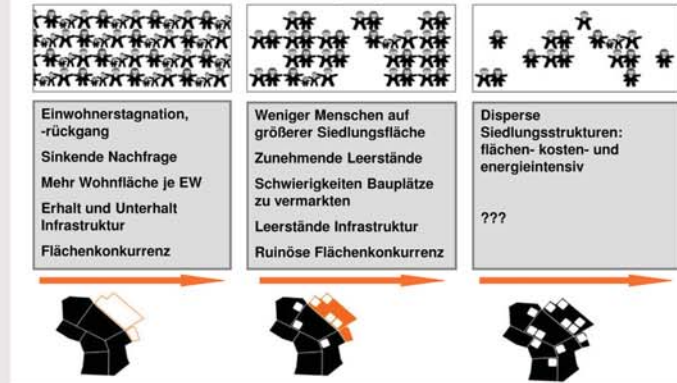 Einwohnerstagnation,
-rückgang
Sinkende Nachfrage
Mehr Wohnfläche je EW
Erhalt und Unterhalt
Infrastruktur
Flächenkonkurrenz
Weniger Menschen auf
größerer Siedlungsfläche
Zunehmende Leerstände
Schwierigkeiten Bauplätze
zu vermarkten
Leerstände Infrastruktur
Ruinöse Flächenkonkurrenz
Disperse
Siedlungsstrukturen:
flächen- kosten- und
energieintensiv
???